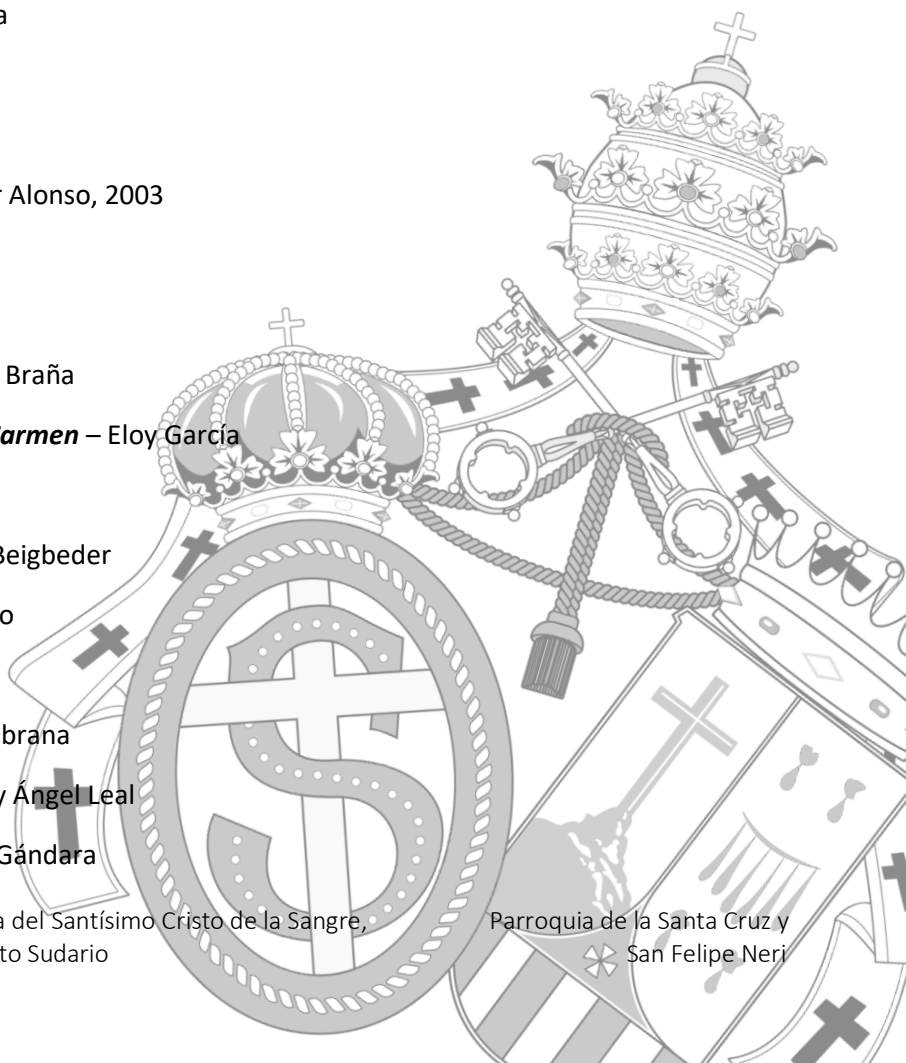 a
r Alonso, 2003
Braña
Carmen – Eloy García
Beigbeder
o
brana
y Ángel Leal
Gándara
a del Santísimo Cristo de la Sangre, Parroquia de la Santa Cruz y
to Sudario San Felipe Neri